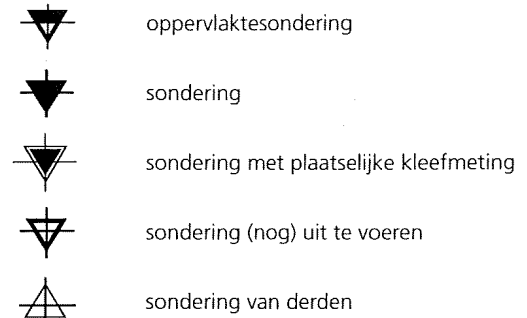 oppervlaktesondering
sondering
sondering met plaatselijke kleefmeting
sondering (nog) uit te voeren
sondering van derden